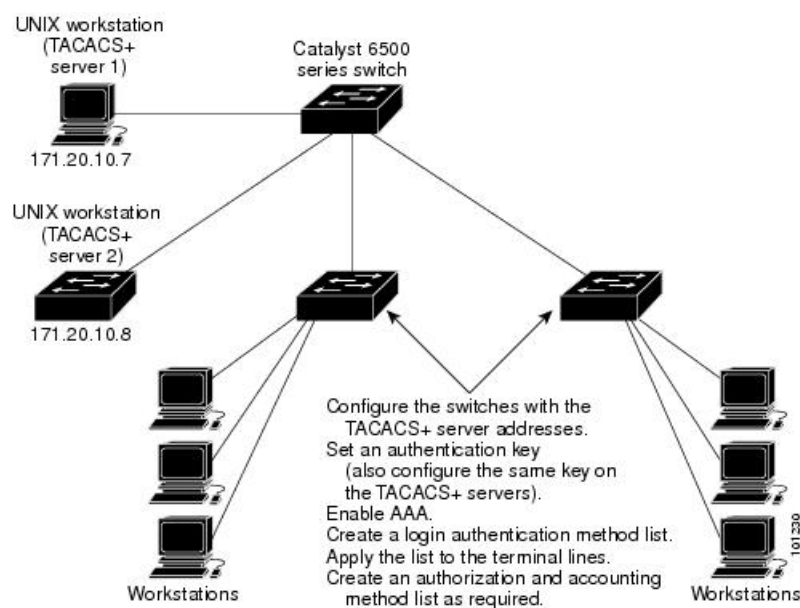 UNIX workstation
(TACACS+
server 1)
Catalyst 6500
series switch
171.20.10.7
UNIX workstation
(TACACS+
server 2)
171.20.10.8
Configure the switches with the
TACACS+ server addresses.
Set an authentication key
(also configure the same key on
the TACACS+ servers).
Enable AAA.
Create a login authentication method list.
Apply the list to the terminal lines.
Create an authorization and accounting
method list as required.
Workstations
Workstations
101230